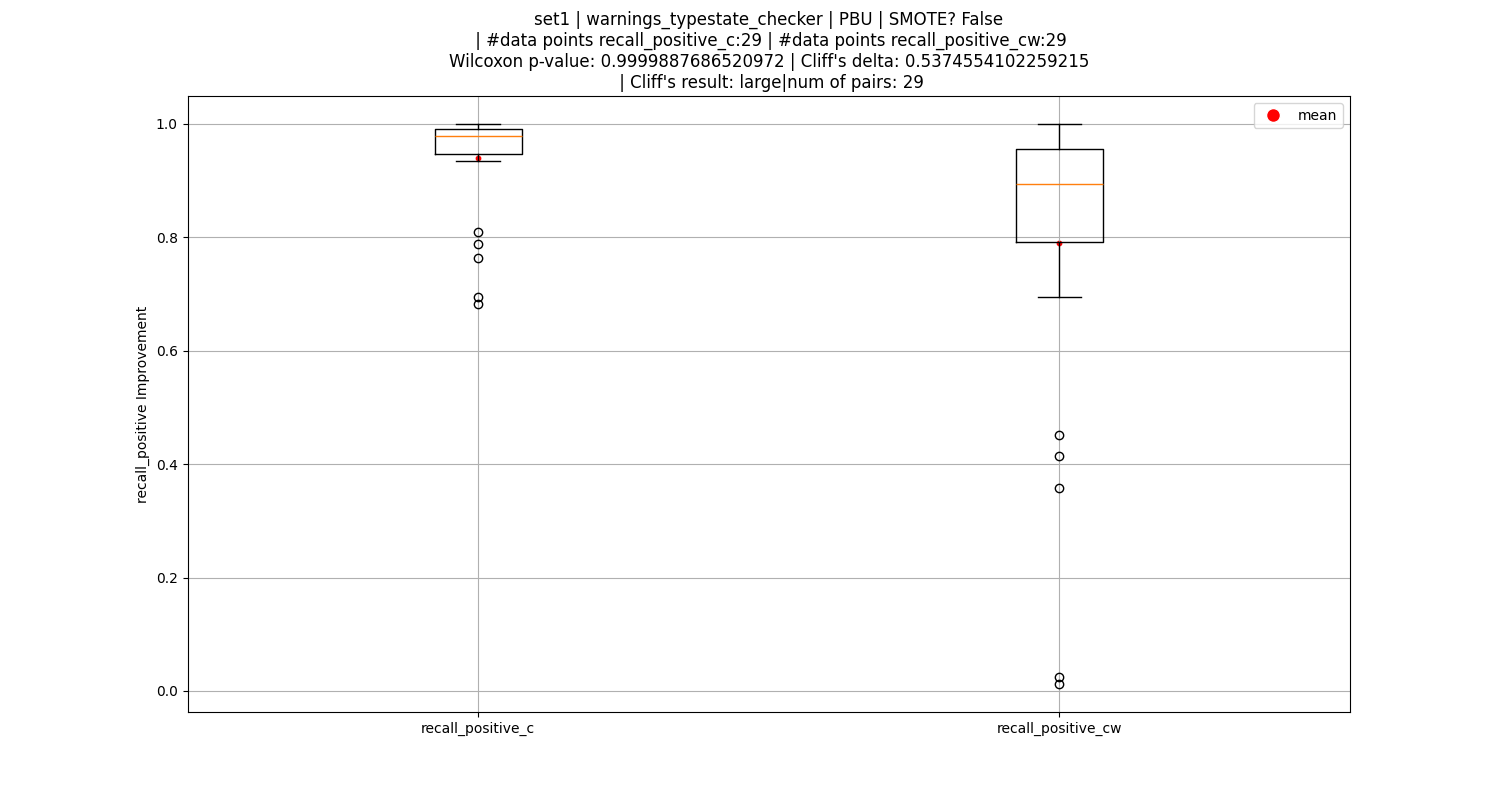 set1 | warnings_typestate_checker | PBU | SMOTE? False
| #data points recall_positive_c:29 | #data points recall_positive_cw:29
Wilcoxon p-value: 0.9999887686520972 | Cliff's delta: 0.5374554102259215
| Cliff's result: large|num of pairs: 29
mean
1.0
0.8
0.6
0.4
0.2
0.0
recall_positive Improvement
recall_positive_c
recall_positive_cw